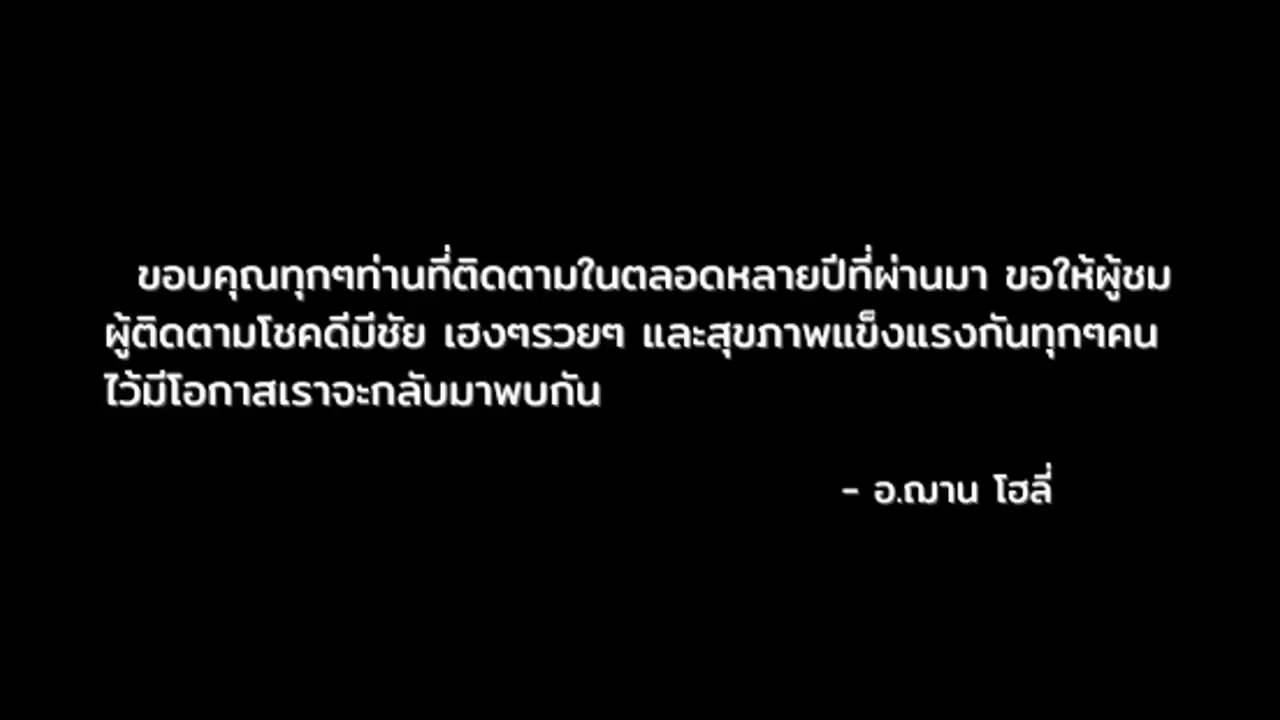 ขอบคุณทุกๆท่านที่ติดตามในตลอดหลายปีที่ผ่านมา ขอให้ผู้ชม
ผู้ติดตามโชคดีมีชัย เฮงๆรวยๆ และสุขภาพแข็งแรงกันทุกๆคน
ไว้มีโอกาสเราจะกลับมาพบกัน
- อ.ฌาน โฮลี่